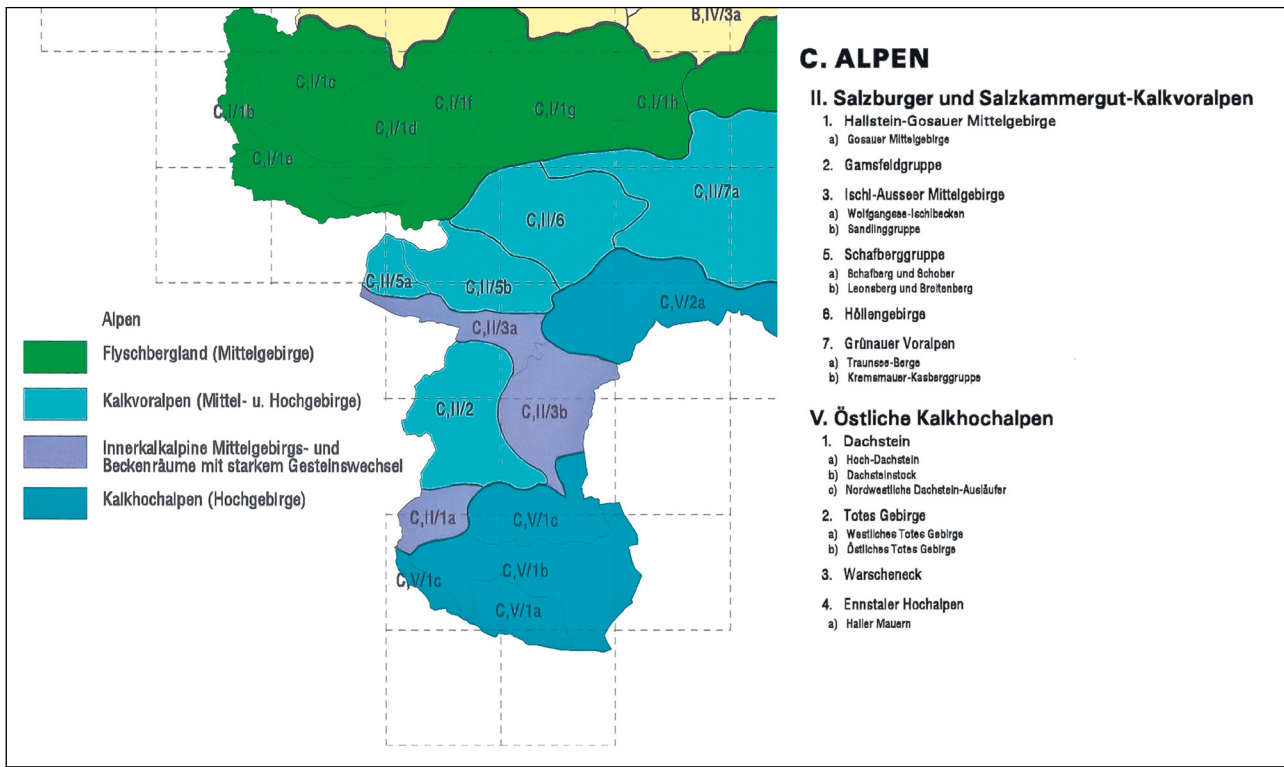 B,IV/3a
C,I/1c
C,I/1b
C,I/1f
C,I/1h
C,I/1g
C,I/1d
C,I/1e
C,II/7a
C,II/6
C,II/5a
C,II/5b
C,V/2a
C,II/3a
C,II/2
C,II/3b
C,II/1a
C,V/1c
C,V/1c
C,V/1b
C,V/1a
Alpen
Flyschbergland (Mittelgebirge)
Kalkvoralpen (Mittel- u. Hochgebirge)
Innerkalkalpine Mittelgebirgs- und
Beckenräume mit starkem Gesteinswechsel
Kalkhochalpen (Hochgebirge)
C. ALPEN
II. Salzburger und Salzkammergut-Kalkvoralpen
1. Hallstein-Gosauer Mittelgebirge
a) Gosauer Mittelgebirge
2. Gamsfeldgruppe
3. Ischl-Ausseer Mittelgebirge
a) Wolfgangsee-Ischlbecken
b) Sandlinggruppe
5. Schafberggruppe
a) Schafberg und Schober
b) Leonsberg und Breitenberg
6. Höllengebirge
7. Grünauer Voralpen
a) Traunsee-Berge
b) Kremsmauer-Kasberggruppe
V. Östliche Kalkhochalpen
1. Dachstein
a) Hoch-Dachstein
b) Dachsteinstock
c) Nordwestliche Dachstein-Ausläufer
2. Totes Gebirge
a) Westliches Totes Gebirge
b) Östliches Totes Gebirge
3. Warscheneck
4. Ennstaler Hochalpen
a) Haller Mauern